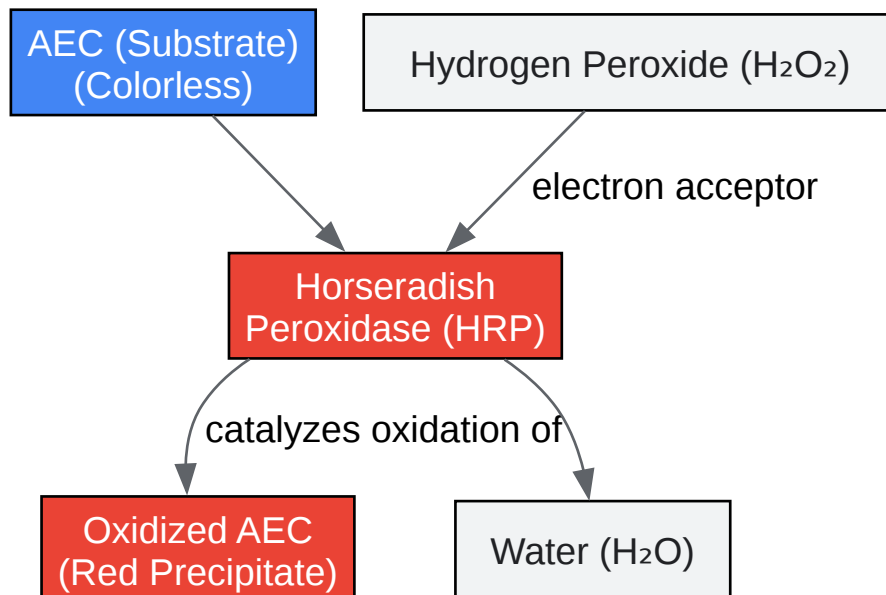 AEC (Substrate)
(Colorless)
Hydrogen Peroxide (H₂O₂)
electron acceptor
Horseradish
Peroxidase (HRP)
catalyzes oxidation of
Oxidized AEC
(Red Precipitate)
Water (H₂O)